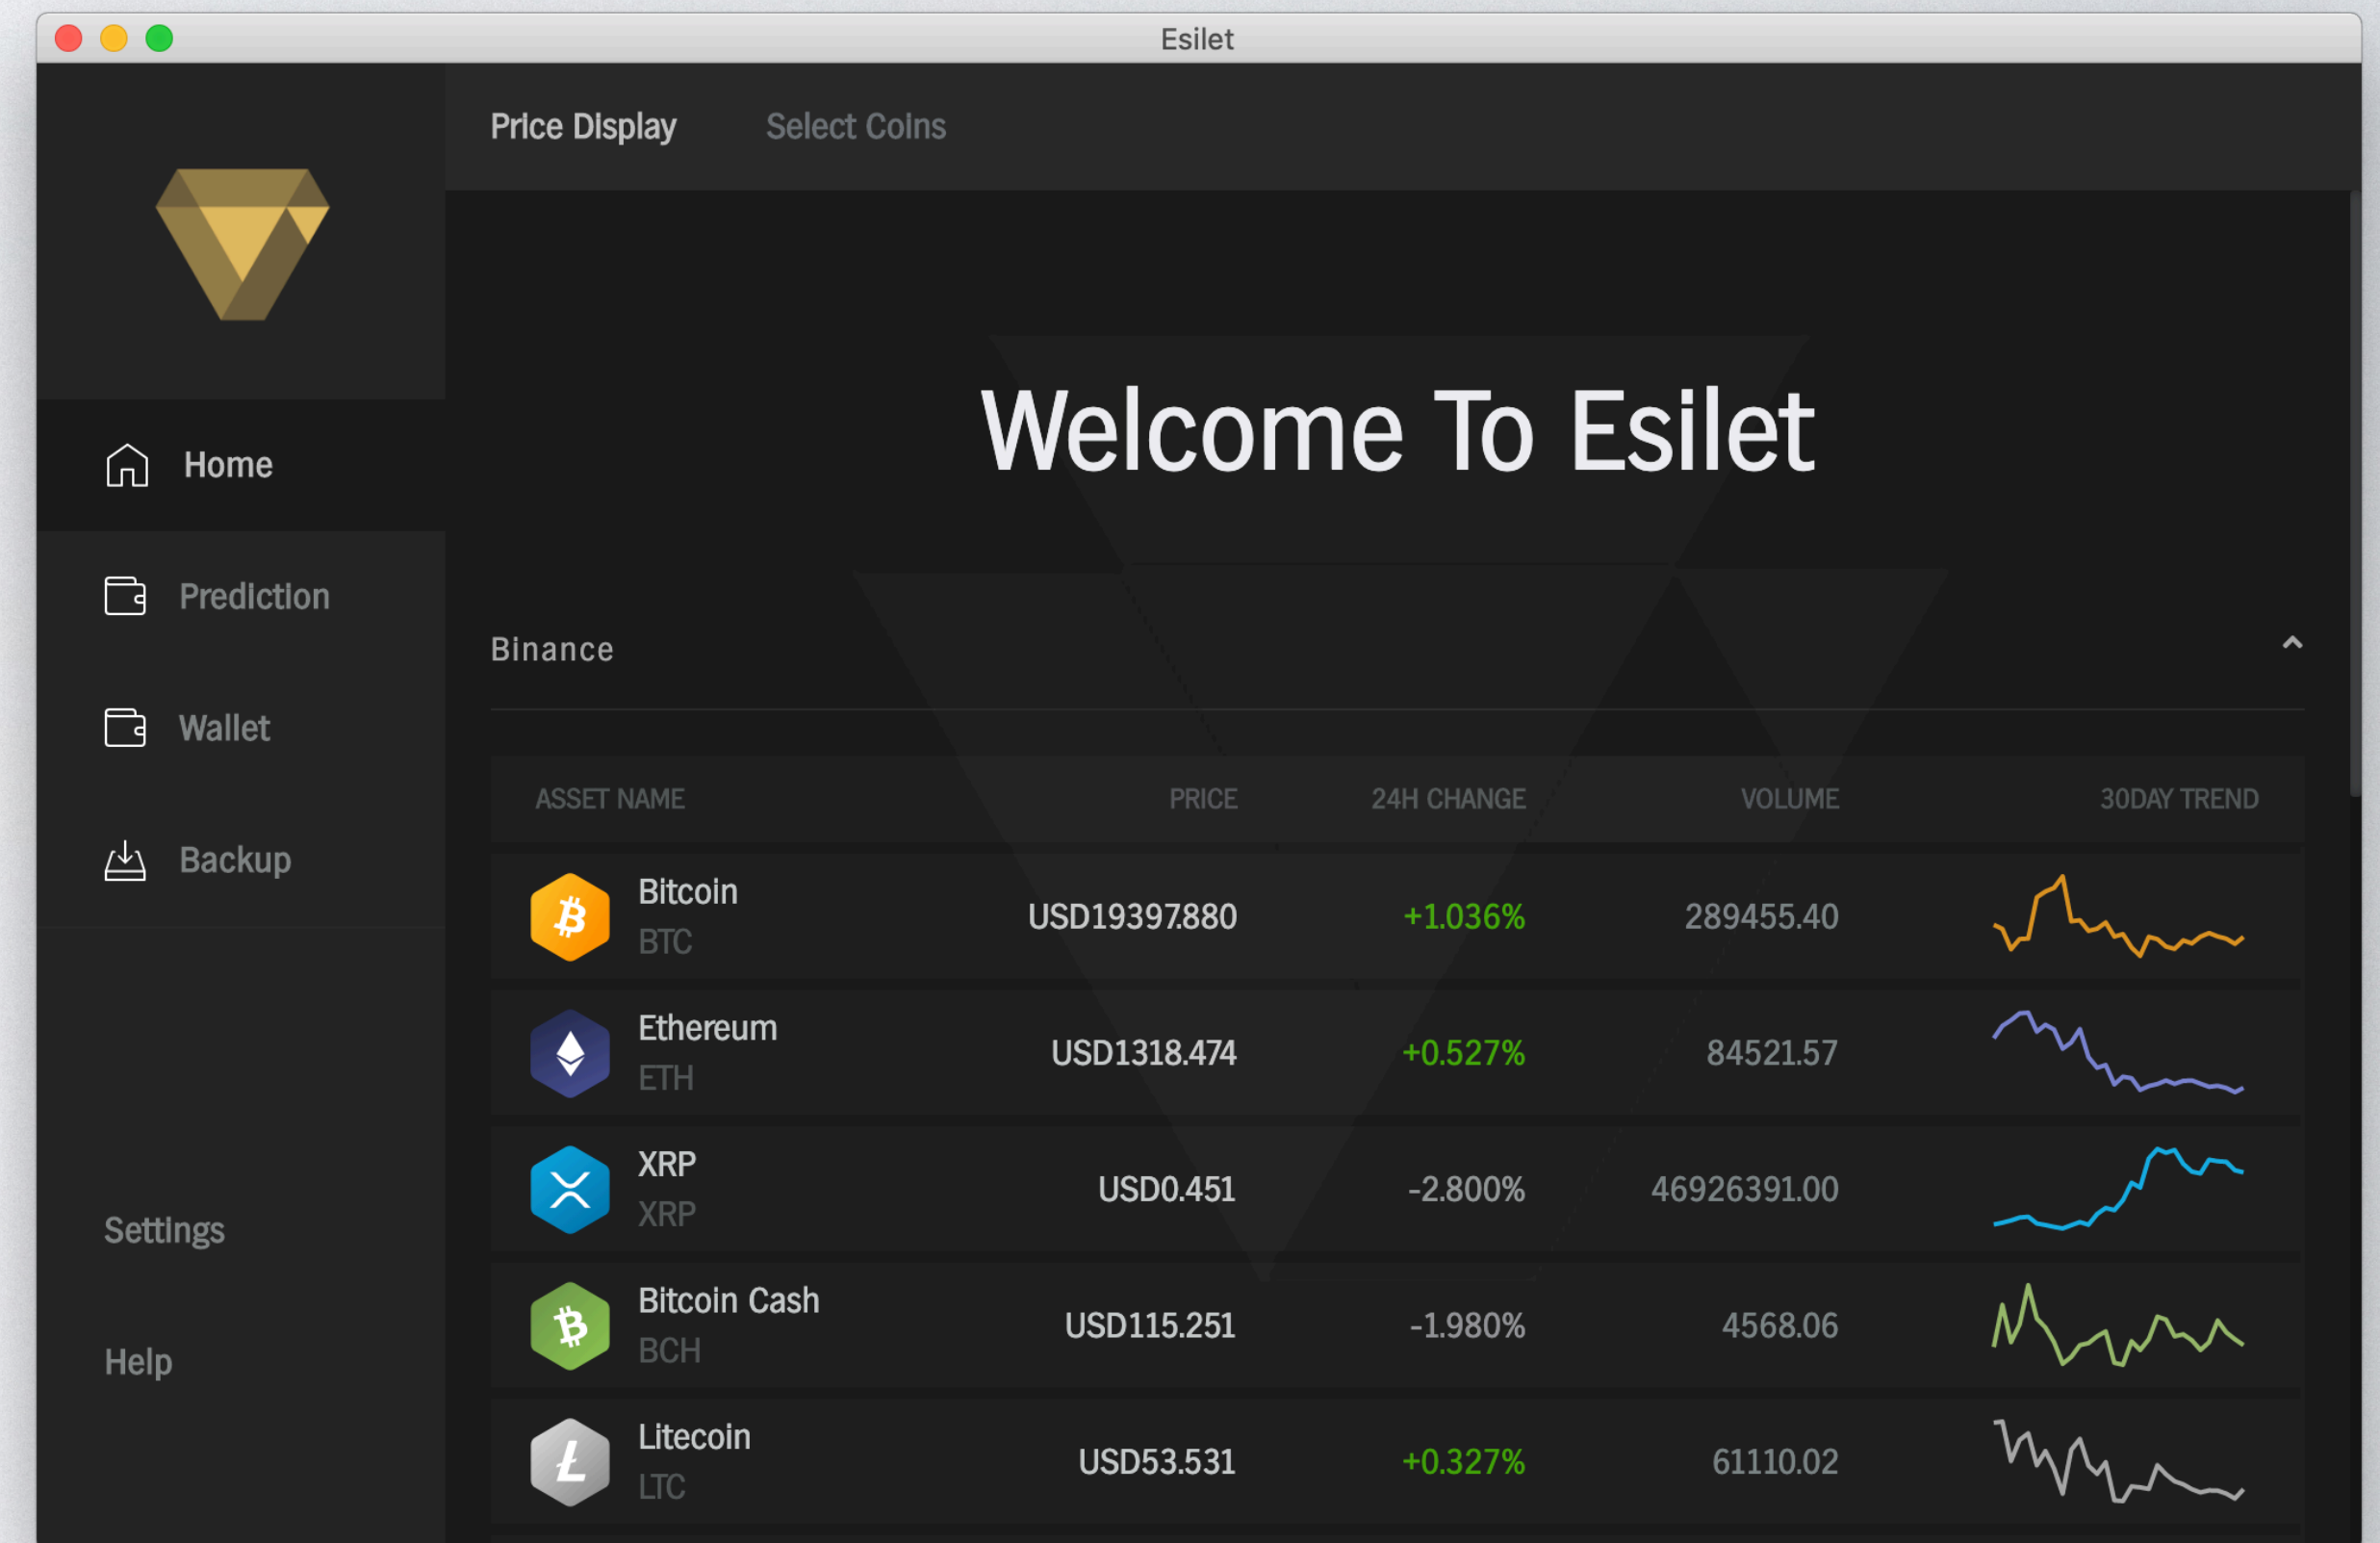 Esilet
Price Display
Select Coins
Home
Prediction
Wallet
Backup
Settings
Help
Welcome To Esilet
Binance
ASSET NAME PRICE 24H CHANGE VOLUME 30DAY TREND
Bitcoin
BTC
USD19397.880 +1.036% 289455.40
Ethereum
ETH
USD1318.474 +0.527% 84521.57
XRP
XRP
USD0.451 -2.800% 46926391.00
Bitcoin Cash
BCH
USD115.251 -1.980% 4568.06
Litecoin
LTC
USD53.531 +0.327% 61110.02